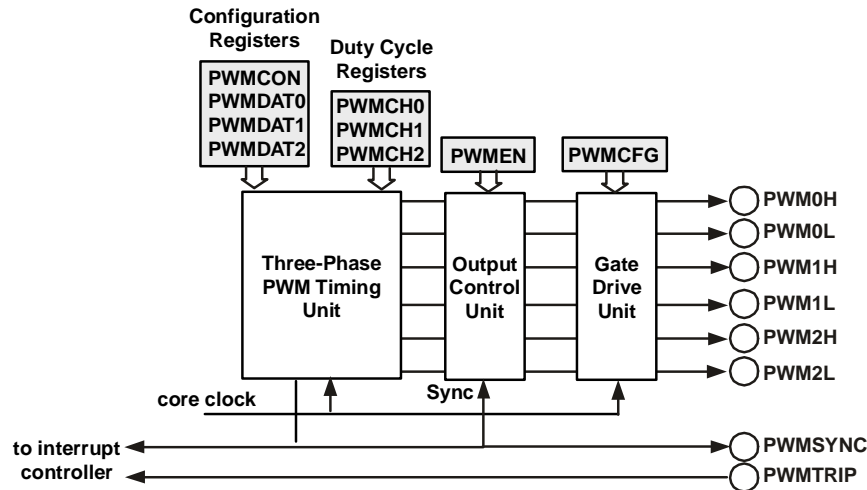 Configuration
Registers
Duty Cycle
Registers
PWMCON
PWMDAT0
PWMDAT1
PWMDAT2
PWMCH0
PWMCH1
PWMCH2
PWMEN
PWMCFG
Three-Phase
PWM Timing
Unit
Output
Control
Unit
Gate
Drive
Unit
PWM0H
PWM0L
PWM1H
PWM1L
PWM2H
PWM2L
core clock
Sync
to interrupt
controller
PWMSYNC
PWMTRIP